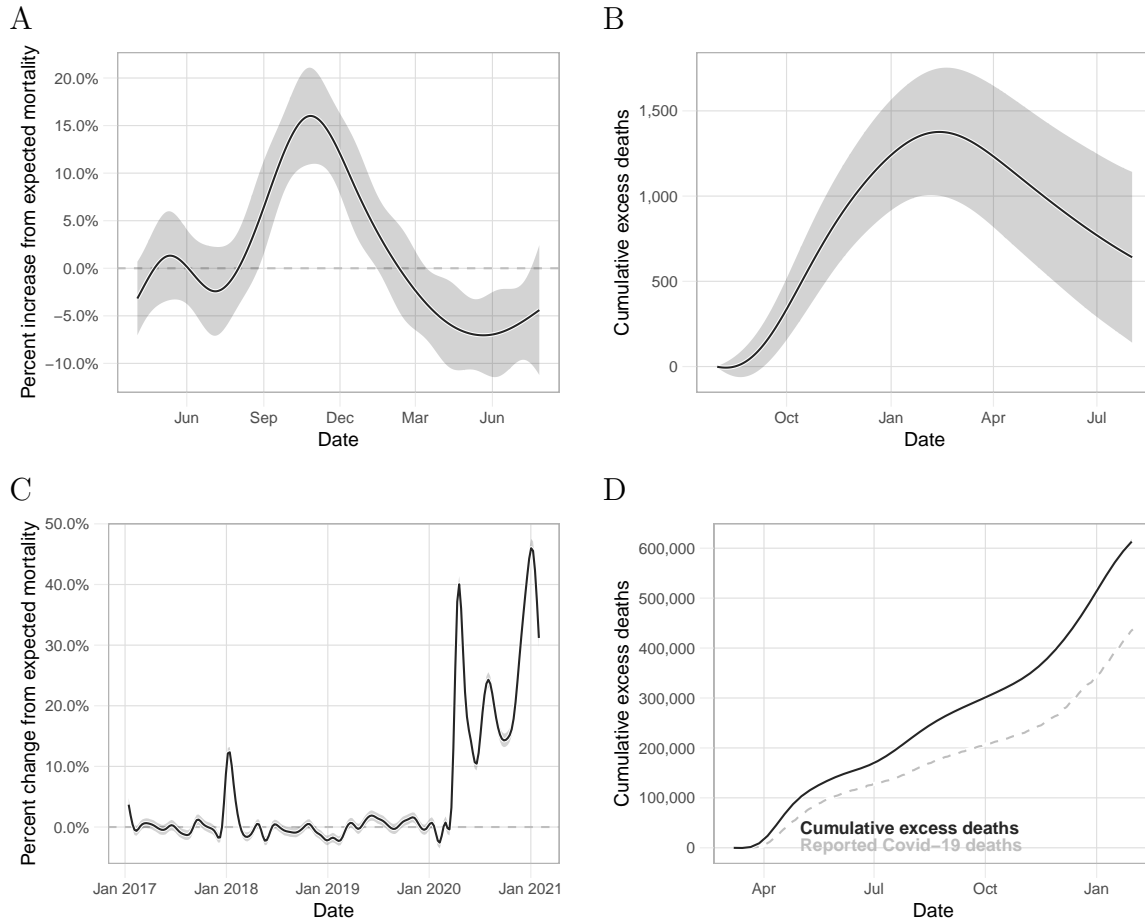 A
Percent increase from expected mortality
20.0%
15.0%
10.0%
5.0%
0.0%
−5.0%
−10.0%
Jun Sep Dec Mar Jun
Date
B
Cumulative excess deaths
1,500
1,000
500
0
Oct Jan Apr Jul
Date
C
Percent change from expected mortality
50.0%
40.0%
30.0%
20.0%
10.0%
0.0%
Jan 2017 Jan 2018 Jan 2019 Jan 2020 Jan 2021
Date
D
Cumulative excess deaths
600,000
500,000
400,000
300,000
200,000
100,000
0
Cumulative excess deaths
Reported Covid−19 deaths
Apr Jul Oct Jan
Date